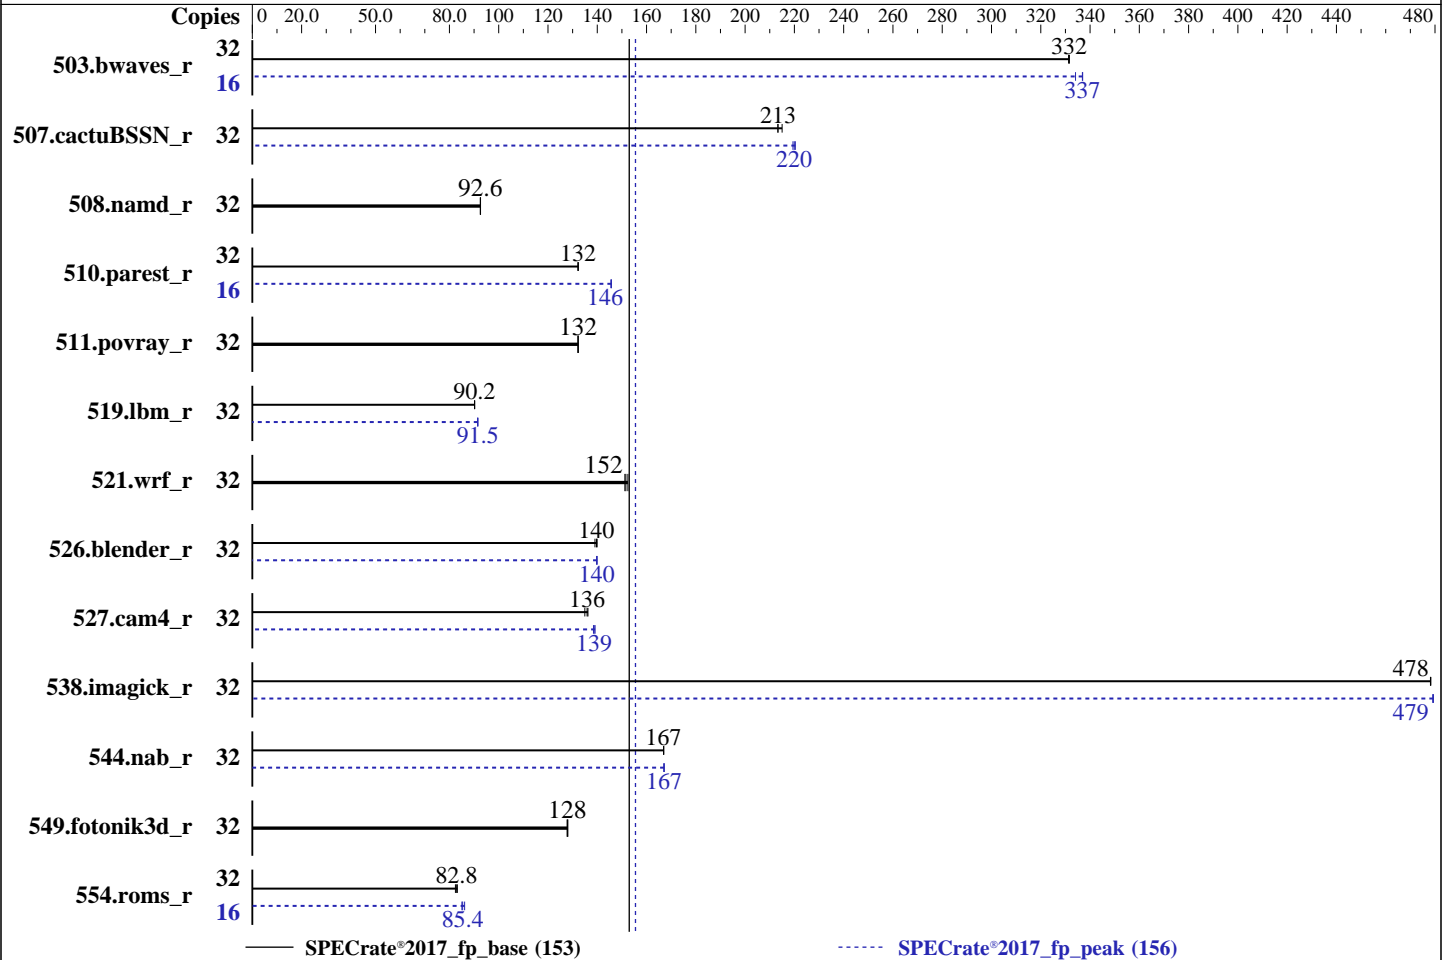 Copies 0 20.0 50.0 80.0 100 120 140 160 180 200 220 240 260 280 300 320 340 360 380 400 420 440 480
503.bwaves_r 32 332
16 337
507.cactuBSSN_r 32 213
220
508.namd_r 32 92.6
510.parest_r 32 132
16 146
511.povray_r 32 132
519.lbm_r 32 90.2
91.5
521.wrf_r 32 152
526.blender_r 32 140
140
527.cam4_r 32 136
139
538.imagick_r 32 478
479
544.nab_r 32 167
167
549.fotonik3d_r 32 128
554.roms_r 32 82.8
16 85.4
SPECrate®2017_fp_base (153) SPECrate®2017_fp_peak (156)